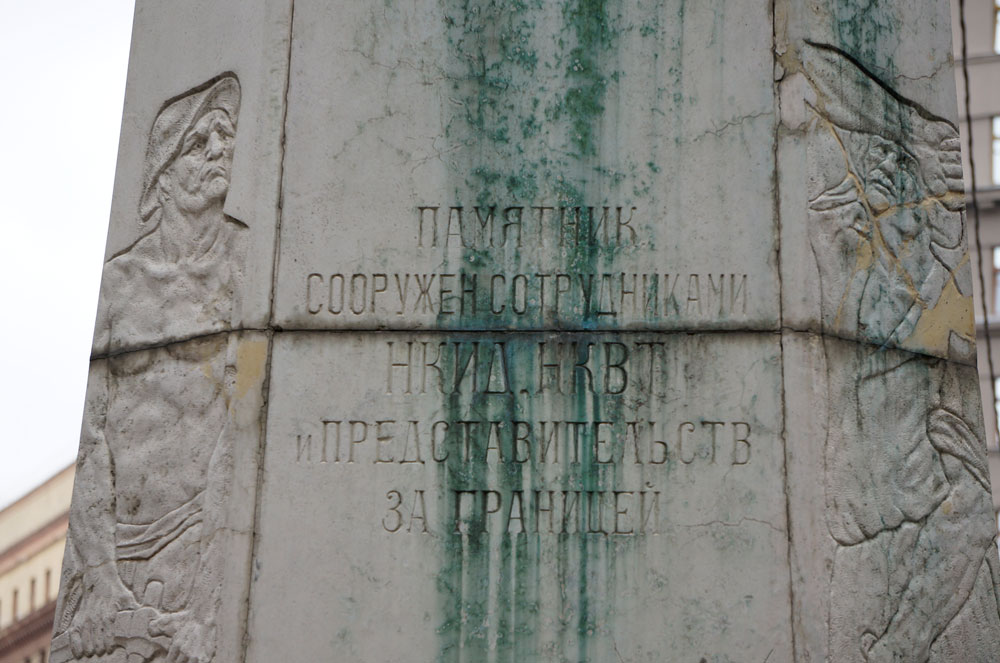 ПАМЯТНИК
СООРУЖЕН СОТРУДНИКАМИ
НКИД, НКВТ
и ПРЕДСТАВИТЕЛЬСТВ
ЗА ГРАНИЦЕЙ